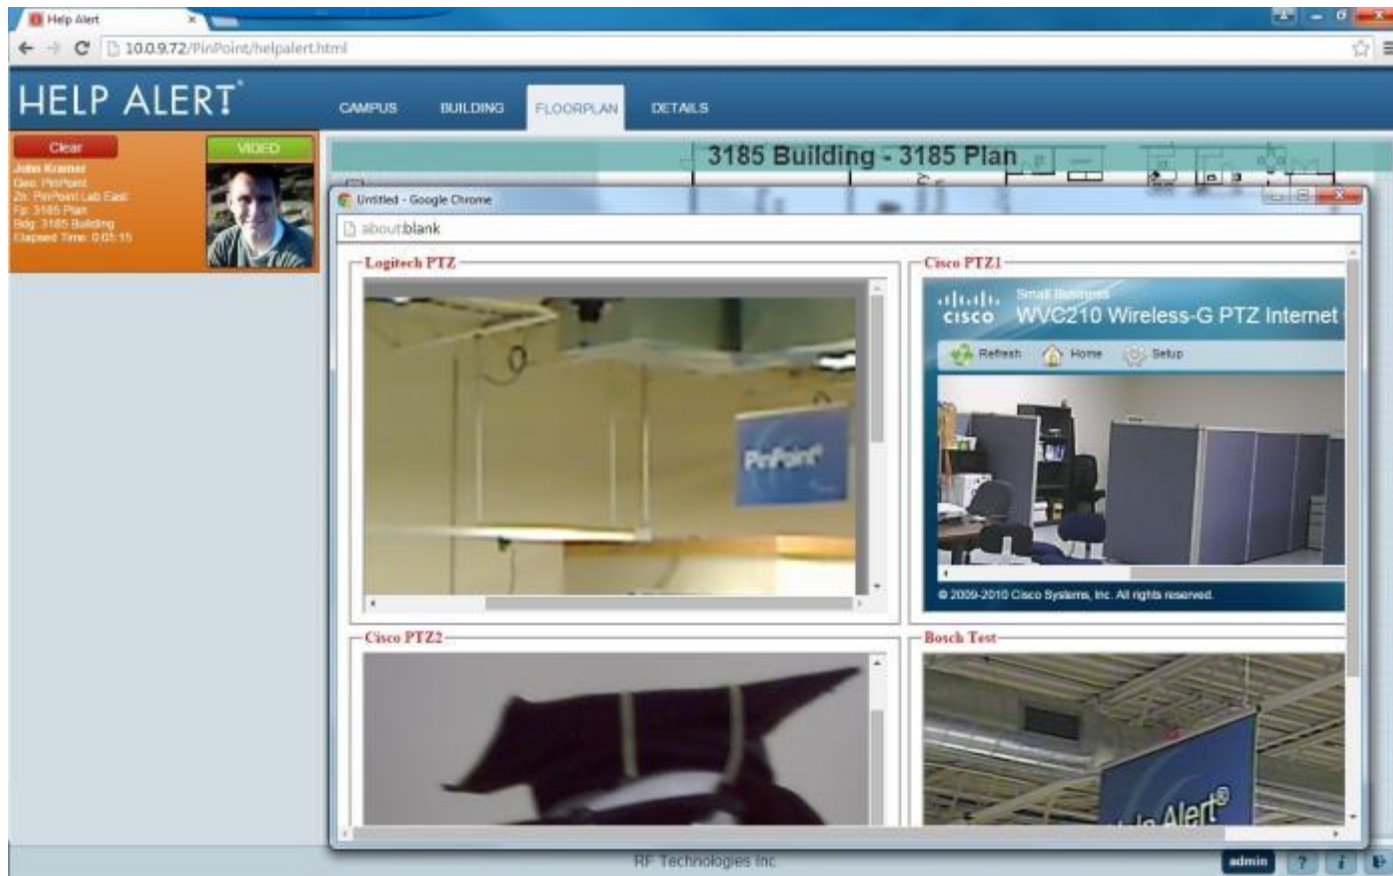 Help Alert
10.0.9.72/PinPoint/helpalert.html
HELP ALERT
CAMPUS BUILDING FLOORPLAN DETAILS
Clear
VIDEO
John Kramer
Geo: PinPoint
Zn: PinPoint Lab East
Fp: 3185 Plan
Bdg: 3185 Building
Elapsed Time: 0:05:15
3185 Building - 3185 Plan
Untitled - Google Chrome
about:blank
Logitech PTZ
PinPoint®
Cisco PTZ1
CISCO
Small Business
WVC210 Wireless-G PTZ Internet
Refresh Home Setup
© 2009-2010 Cisco Systems, Inc. All rights reserved.
Cisco PTZ2
Bosch Test
Alert®
RF Technologies Inc
admin ? i